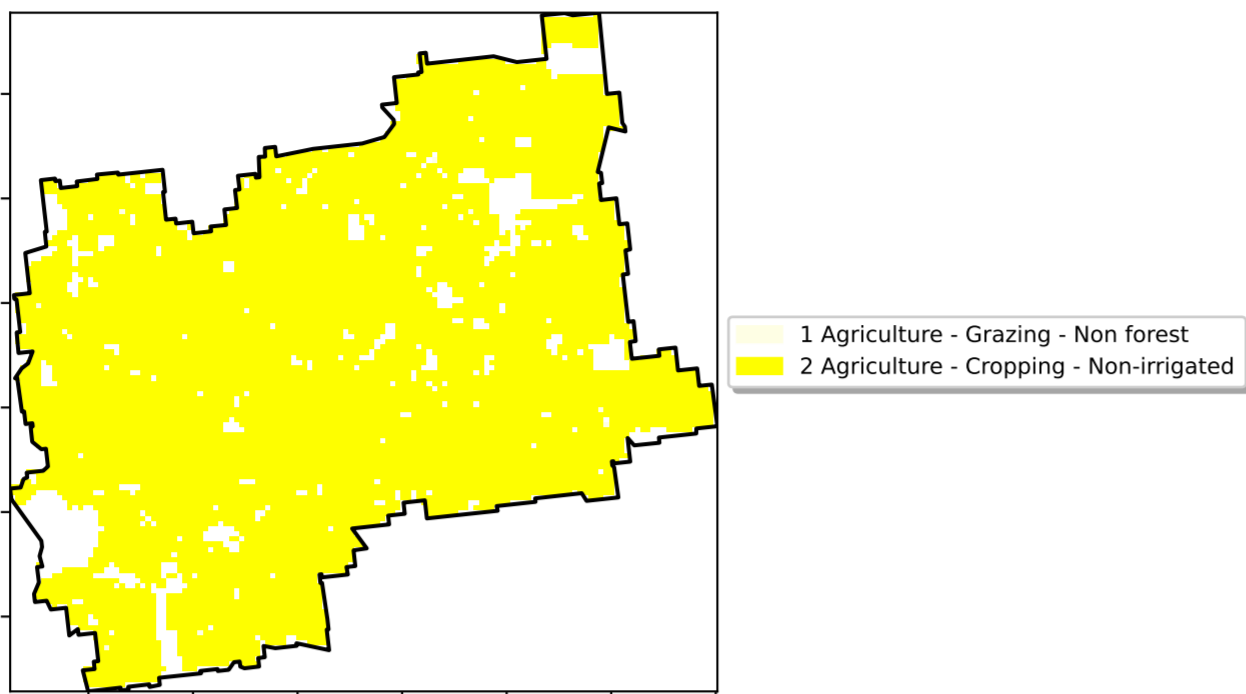 1 Agriculture - Grazing - Non forest
2 Agriculture - Cropping - Non-irrigated